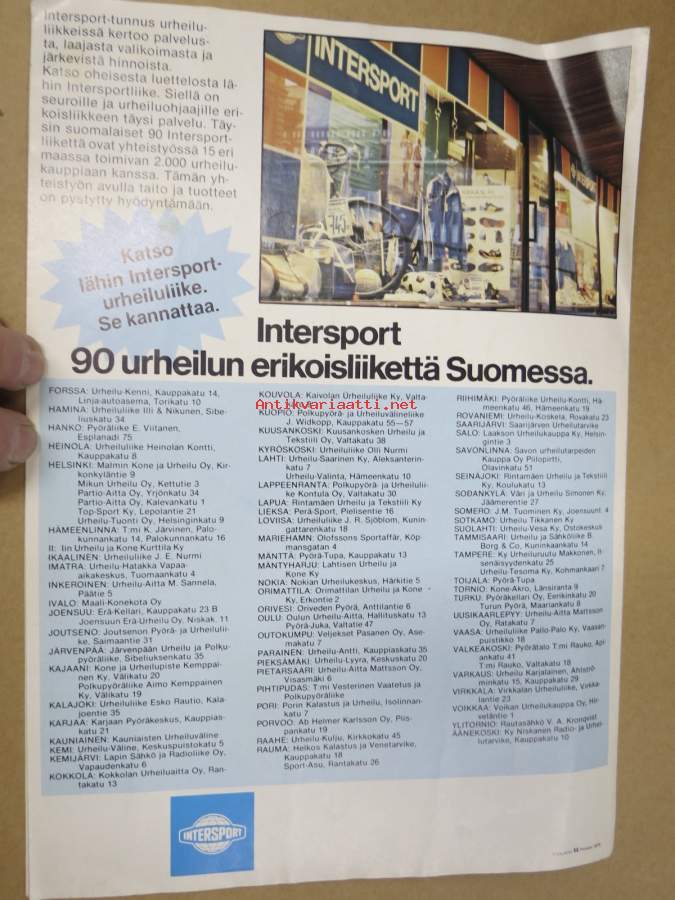 Intersport-tunnus urheilu-
liikkeissä kertoo palvelus-
ta, laajasta valikoimasta ja
järkevistä hinnoista.
Katso oheisesta luettelosta lä-
hin Intersportliike. Siellä on
seuroille ja urheiluohjaajille eri-
koisliikkeen täysi palvelu. Täy-
sin suomalaiset 90 Intersport-
liikettä ovat yhteistyössä 15 eri
maassa toimivan 2.000 urheilu-
kauppiaan kanssa. Tämän yh-
teistyön avulla taito ja tuotteet
on pystytty hyödyntämään.
INTERSPORT
Katso
lähin Intersport-
urheiluliike.
Se kannattaa.
Intersport
90 urheilun erikoisliikettä Suomessa.
FORSSA: Urheilu-Kenni, Kauppakatu 14,
Linja-autoasema, Torikatu 10
HAMINA: Urheiluliike Illi & Nikunen, Sibe-
liuskatu 34
HANKO: Pyöräliike E. Viitanen,
Esplanadi 75
HEINOLA: Urheiluliike Heinolan Kontti,
Kauppakatu 8
HELSINKI: Malmin Kone ja Urheilu Oy, Kir-
konkyläntie 9
Mikun Urheilu Oy, Kettutie 3
Partio-Aitta Oy, Yrjönkatu 34
Partio-Aitta Oy, Kalevankatu 1
Top-Sport Ky, Lepolantie 21
Urheilu-Tuonti Oy, Helsinginkatu 9
HÄMEENLINNA: T:mi K. Järvinen, Palo-
kunnankatu 14, Palokunnankatu 16
II: Iin Urheilu ja Kone Kurttila Ky
IKAALINEN: Urheiluliike J. E. Nurmi
IMATRA: Urheilu-Hatakka Vapaa-
aikakeskus, Tuomaankatu 4
INKEROINEN: Urheilu-Aitta M. Sannela,
Päätie 5
IVALO: Maali-Konekota Oy
JOENSUU: Erä-Kellari, Kauppakatu 23 B
Joensuun Erä-Urheilu Oy, Niskak. 11
JOUTSENO: Joutsenon Pyörä- ja Urheilulii-
ke, Saimaantie 31
JÄRVENPÄÄ: Järvenpään Urheilu ja Polku-
pyöräliike, Sibeliuksenkatu 35
KAJAANI: Kone ja Urheilupiste Kemppai-
nen Ky, Välikatu 20
Polkupyöräliike Aimo Kemppainen
Ky, Välikatu 19
KALAJOKI: Urheiluliike Esko Rautio, Kala-
joentie 35
KARJAA: Karjaan Pyöräkeskus, Kauppias-
katu 21
KAUNIAINEN: Kauniaisten Urheiluväline
KEMI: Urheilu-Väline, Keskuspuistokatu 5
KEMIJÄRVI: Lapin Sähkö ja Radioliike Oy,
Vapaudenkatu 6
KOKKOLA: Kokkolan Urheiluaitta Oy, Ran-
takatu 13
KOUVOLA: Kaivolan Urheilulije Ky, Valta-
Antikvariaatti.net
KUOPIO: Polkupyörä- ja Urheiluvälineliike
J. Widkopp, Kauppakatu 55—57
KUUSANKOSKI: Kuusankosken Urheilu ja
Tekstiili Oy, Valtakatu 38
KYRÖSKOSKI: Urheiluliike Olli Nurmi
LAHTI: Urheilu-Saarinen Ky, Aleksanterin-
katu 7
Urheilu-Valinta, Hämeenkatu 10
LAPPEENRANTA: Polkupyörä- ja Urheilulii-
ke Kontula Oy, Valtakatu 30
LAPUA: Rintamäen Urheilu ja Tekstiili Ky
LIEKSA: Perä-Sport, Pielisentie 16
LOVIISA: Urheiluliike J. R. Sjöblom, Kunin-
gattarenkatu 18
MARIEHAMN: Olofssons Sportaffär, Köp-
mansgatan 4
MÄNTTÄ: Pyörä-Tupa, Kauppakatu 13
MÄNTYHARJU: Lahtisen Urheilu ja
Kone Ky
NOKIA: Nokian Urheilukeskus, Härkitie 5
ORIMATTILA: Orimattilan Urheilu ja Kone
Ky, Erkontie 2
ORIVESI: Oriveden Pyörä, Anttilantie 6
OULU: Oulun Urheilu-Aitta, Hallituskatu 13
Pyörä-Juka, Valtatie 47
OUTOKUMPU: Veljekset Pasanen Oy, Ase-
makatu 7
PARAINEN: Urheilu-Antti, Kauppiaskatu 35
PIEKSÄMÄKI: Urheilu-Lyyra, Keskuskatu 20
PIETARSAARI: Urheilu-Aitta Mattsson Oy,
Visasmäki 6
PIHTIPUDAS: T:mi Vesterinen Vaatetus ja
Polkupyöräliike
PORI: Porin Kalastus ja Urheilu, Isolinnan-
katu 7
PORVOO: Ab Helmer Karlsson Oy, Piis-
pankatu 19
RAAHE: Urheilu Kulju, Kirkkokatu 45
RAUMA: Helkos Kalastus ja Venetarvike,
Kauppakatu 18
Sport-Asu, Rantakatu 26
RIIHIMÄKI: Pyöräliike Urheilu-Kontti, Hä-
meenkatu 46, Hämeenkatu 19
ROVANIEMI: Urheilu-Koskela, Rovakatu 23
SAARIJÄRVI: Saarijärven Urheilutarvike
SALO: Laakson Urheilukauppa Ky, Helsin-
gintie 3
SAVONLINNA: Savon urheilutarpeiden
Kauppa Oy Piilopirtti,
Olavinkatu 51
SEINÄJOKI: Rintamäen Urheilu ja Tekstiili
Ky, Koulukatu 13
SODANKYLÄ: Väri ja Urheilu Simonen Ky,
Jäämerentie 27
SOMERO: J.M. Tuominen Ky, Joensuunt. 4
SOTKAMO: Urheilu Tikkanen Ky
SUOLAHTI: Urheilu-Vesa Ky, Ostokeskus
TAMMISAARI: Urheilu ja Sähköliike B.
Borg & Co, Kuninkaankatu 14
TAMPERE: Ky Urheiluruutu Makkonen, It-
senäisyydenkatu 25
Urheilu-Tesoma Ky, Kohmankaari 7
TOIJALA: Pyörä-Tupa
TORNIO: Kone-Akro, Länsiranta 9
TURKU: Pyöräkellari Oy, Eerikinkatu 20
Turun Pyörä, Maariankatu 8
UUSIKAARLEPYY: Urheilu-Aitta Mattsson
Oy, Ratakatu 7
VAASA: Urheiluliike Pallo-Palo Ky, Vaasan-
puistikko 18
VALKEAKOSKI: Pyörätalo T:mi Rauko, Api-
ankatu 41
T:mi Rauko, Valtakatu 18
VARKAUS: Urheilu Karjalainen, Ahlströ-
minkatu 15, Kauppakatu 29
VIRKKALA: Virkkalan Urheiluliike, Virkka-
lantie 23
VOIKKAA: Voikan Urheilukauppa Oy, Hir-
veläntie 1
YLITORNIO: Rautasähkö V. A. Kronqvist
ÄÄNEKOSKI: Ky Niskanen Radio- ja Urhei-
lutarvike, Kauppakatu 10
INTERSPORT